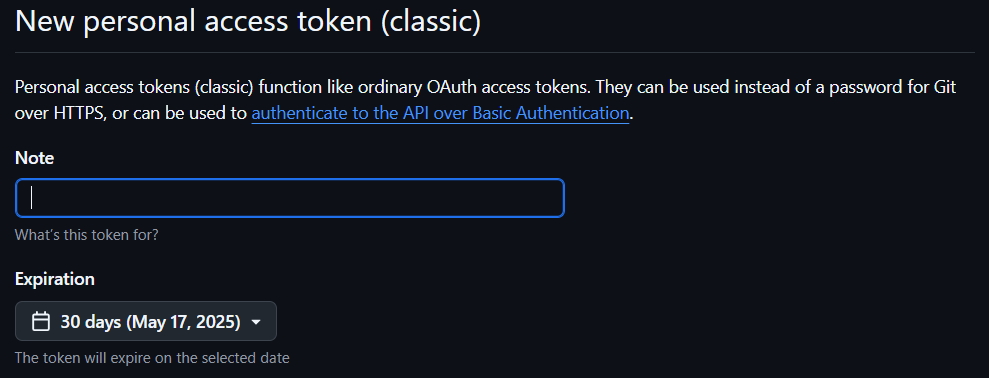 New personal access token (classic)
Personal access tokens (classic) function like ordinary OAuth access tokens. They can be used instead of a password for Git
over HTTPS, or can be used to authenticate to the API over Basic Authentication.
Note
What's this token for?
Expiration
30 days (May 17, 2025)
The token will expire on the selected date